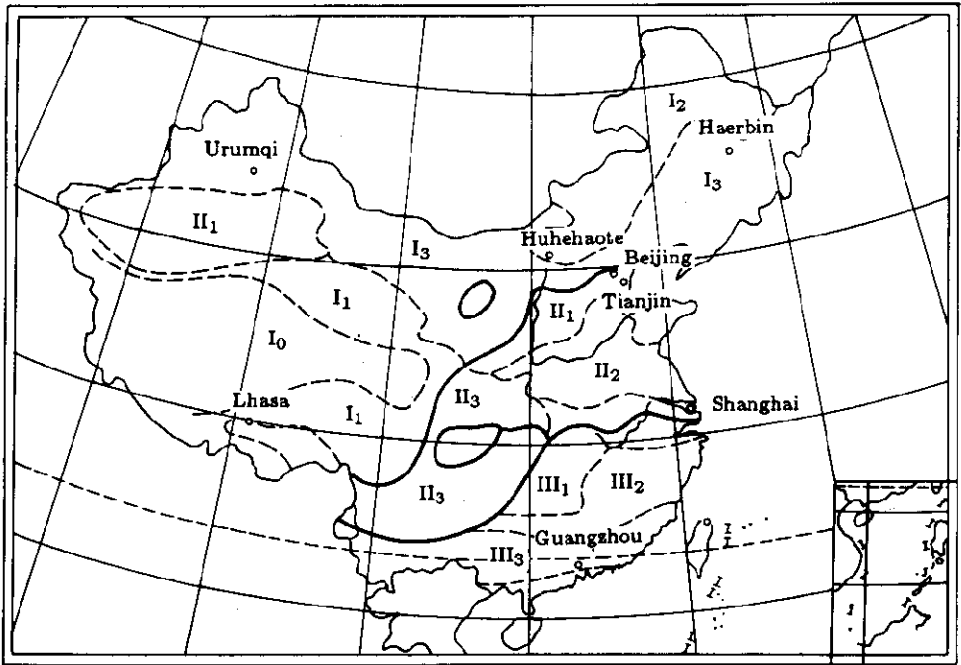 I₂
Haerbin
Urumqi
I₃
II₁
Huhehaote
I₃
Beijing
I₁
II₁
Tianjin
I₀
II₂
Lhasa
I₁
II₃
Shanghai
II₃
III₁
III₂
Guangzhou
III₃